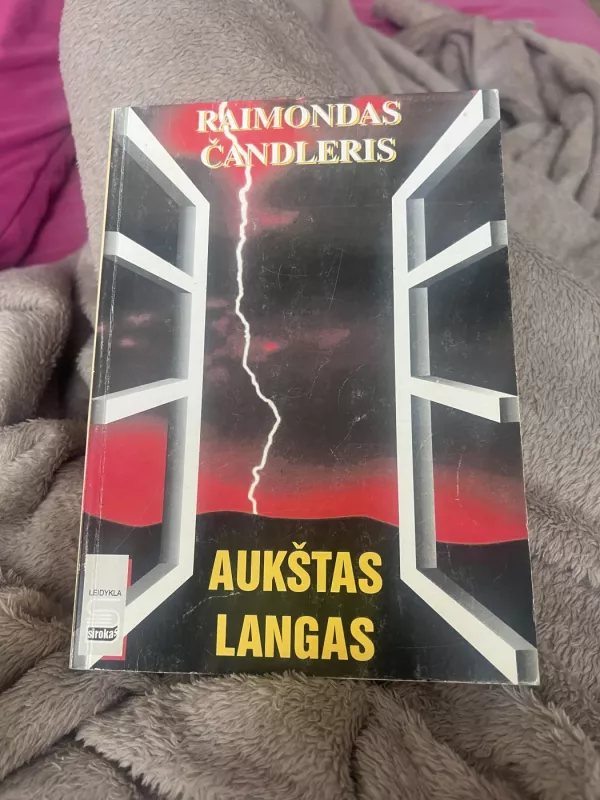 RAIMONDAS
ČANDLERIS
AUKŠTAS
LANGAS
LEIDYKLA
siroka